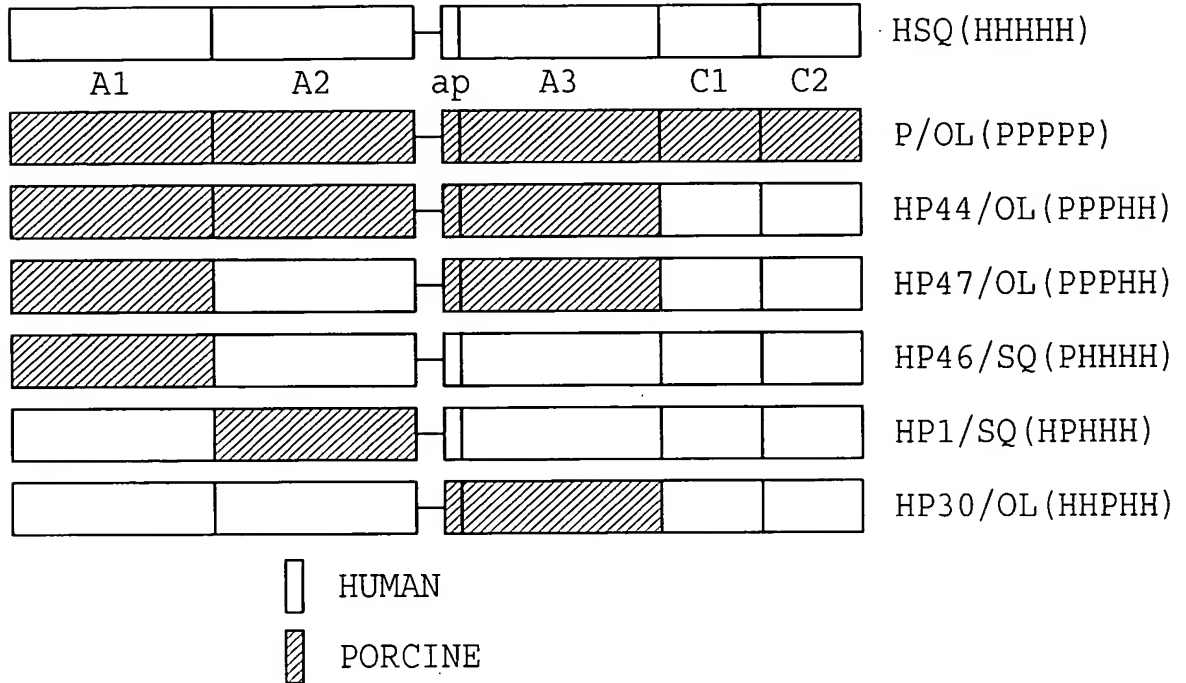 HSQ(HHHHH)
A1 A2 ap A3 C1 C2
P/OL(PPPPP)
HP44/OL(PPPHH)
HP47/OL(PPPHH)
HP46/SQ(PHHHH)
HP1/SQ(HPHHH)
HP30/OL(HHPHH)
HUMAN
PORCINE